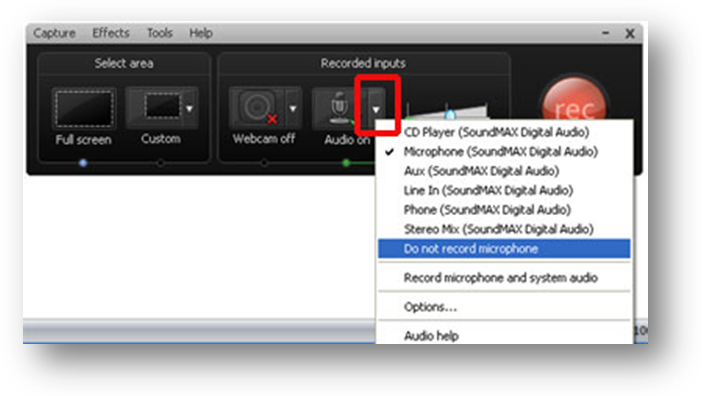 Capture Effects Tools Help
Select area
Recorded inputs
rec
Full screen
Custom
Webcam off
Audio on
CD Player (SoundMAX Digital Audio)
Microphone (SoundMAX Digital Audio)
Aux (SoundMAX Digital Audio)
Line In (SoundMAX Digital Audio)
Phone (SoundMAX Digital Audio)
Stereo Mix (SoundMAX Digital Audio)
Do not record microphone
Record microphone and system audio
Options...
Audio help